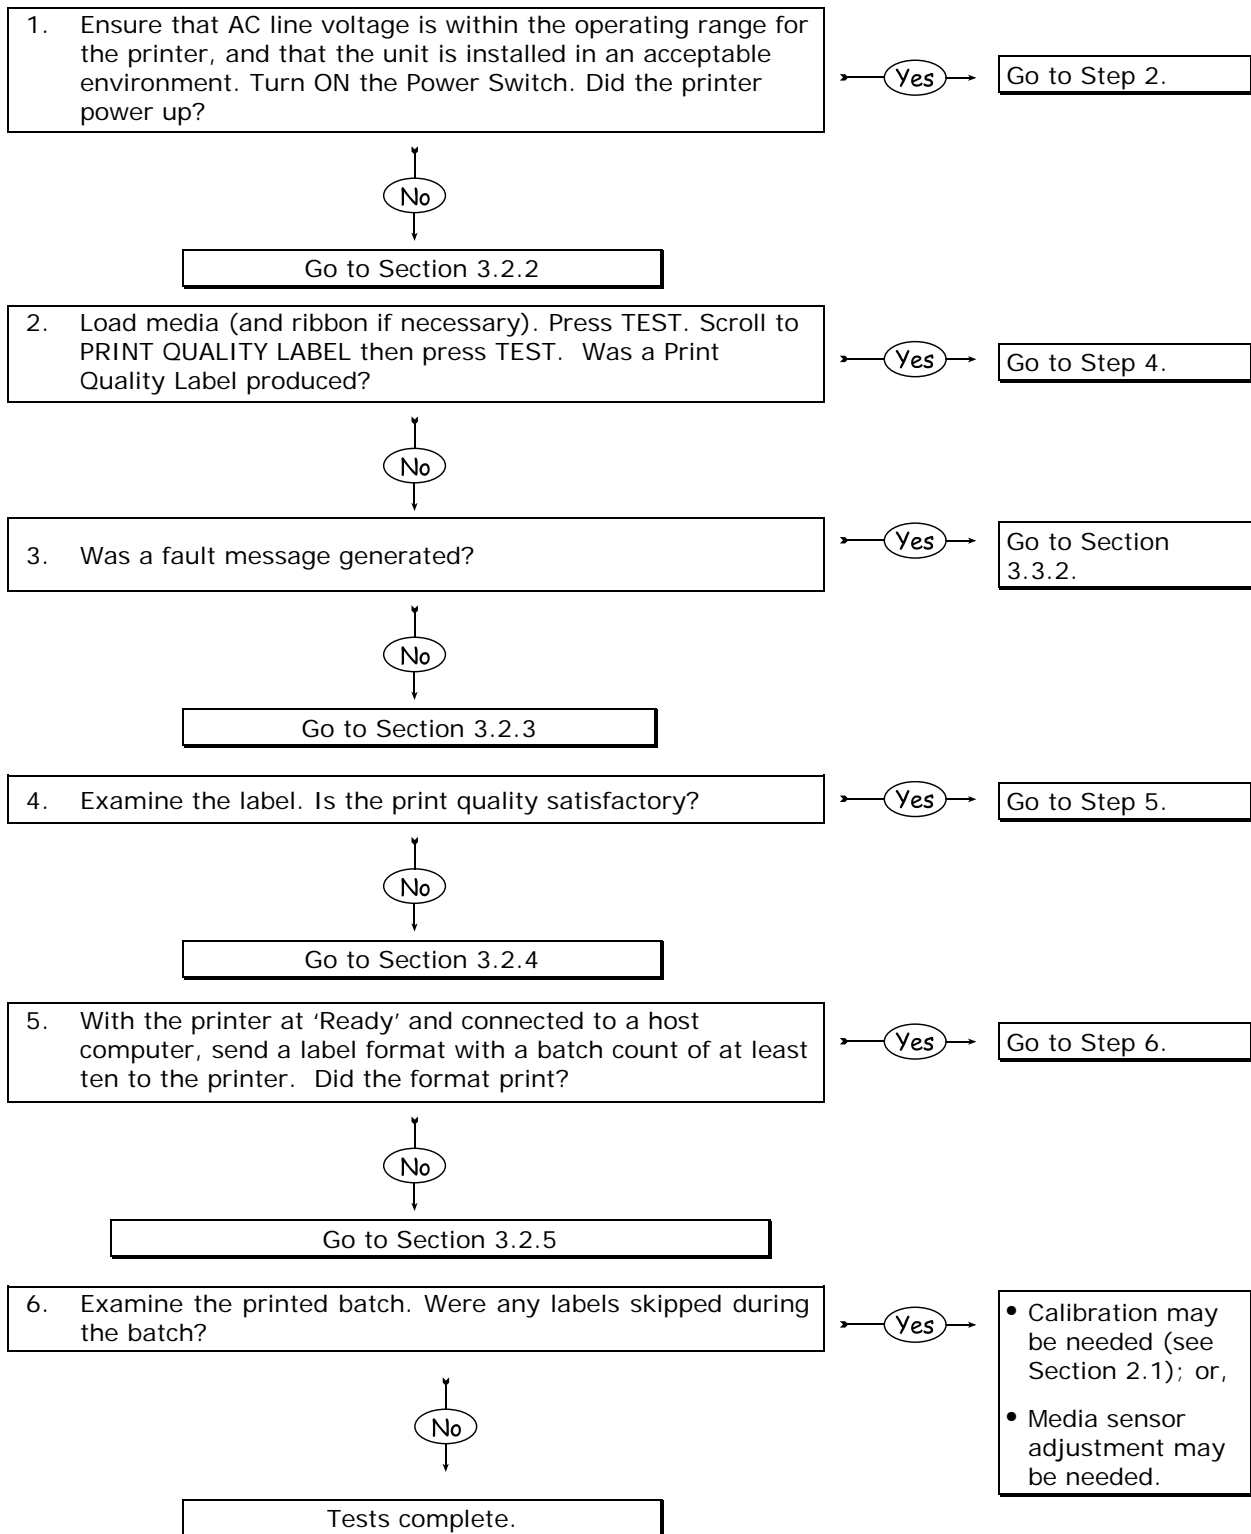 1. Ensure that AC line voltage is within the operating range for
the printer, and that the unit is installed in an acceptable
environment. Turn ON the Power Switch. Did the printer
power up?
Yes
Go to Step 2.
No
Go to Section 3.2.2
2. Load media (and ribbon if necessary). Press TEST. Scroll to
PRINT QUALITY LABEL then press TEST. Was a Print
Quality Label produced?
Yes
Go to Step 4.
No
3. Was a fault message generated?
Yes
Go to Section
3.3.2.
No
Go to Section 3.2.3
4. Examine the label. Is the print quality satisfactory?
Yes
Go to Step 5.
No
Go to Section 3.2.4
5. With the printer at ‘Ready’ and connected to a host
computer, send a label format with a batch count of at least
ten to the printer. Did the format print?
Yes
Go to Step 6.
No
Go to Section 3.2.5
6. Examine the printed batch. Were any labels skipped during
the batch?
Yes
• Calibration may
be needed (see
Section 2.1); or,
• Media sensor
adjustment may
be needed.
No
Tests complete.